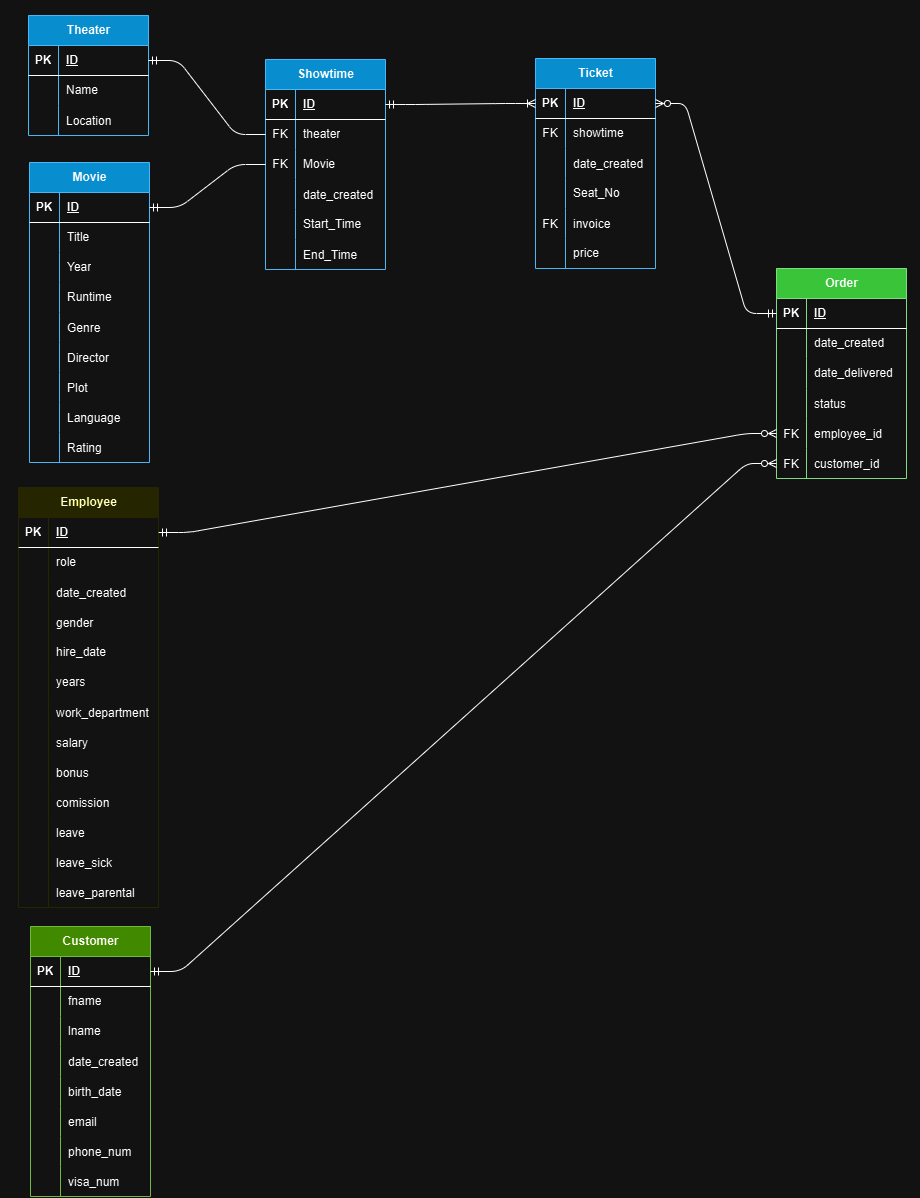 Theater
PK ID
Name
Location
Movie
PK ID
Title
Year
Runtime
Genre
Director
Plot
Language
Rating
Showtime
PK ID
FK theater
FK Movie
date_created
Start_Time
End_Time
Ticket
PK ID
FK showtime
date_created
Seat_No
FK invoice
price
Order
PK ID
date_created
date_delivered
status
FK employee_id
FK customer_id
Employee
PK ID
role
date_created
gender
hire_date
years
work_department
salary
bonus
comission
leave
leave_sick
leave_parental
Customer
PK ID
fname
lname
date_created
birth_date
email
phone_num
visa_num